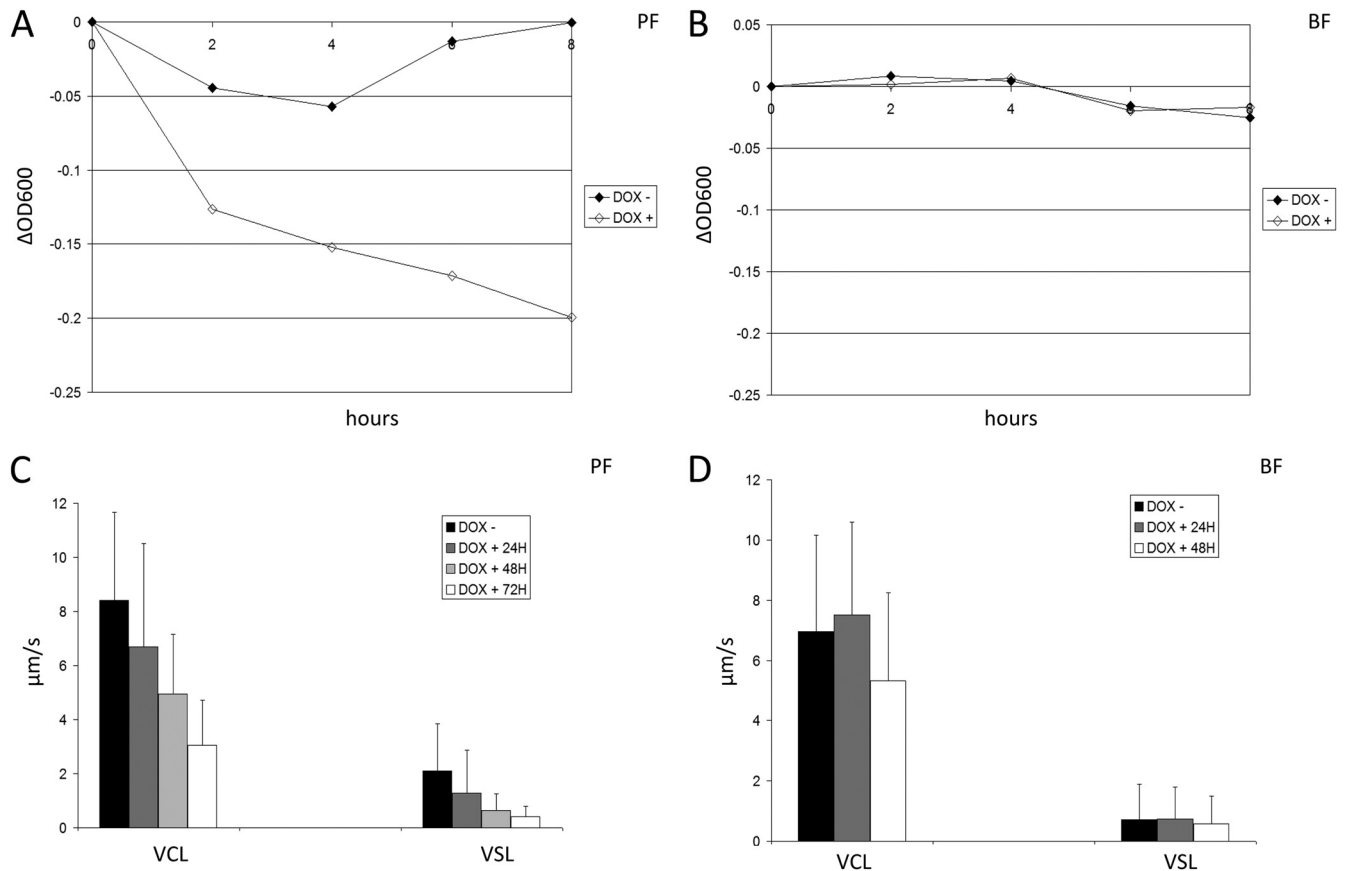 A
PF
0
0
2
4
6
8
-0.05
-0.1
-0.15
-0.2
-0.25
ΔOD600
DOX -
DOX +
hours
B
BF
0.05
0
0
2
4
-0.05
-0.1
-0.15
-0.2
-0.25
ΔOD600
DOX -
DOX +
hours
C
PF
12
10
8
6
4
2
0
μm/s
DOX -
DOX + 24H
DOX + 48H
DOX + 72H
VCL
VSL
D
BF
12
10
8
6
4
2
0
μm/s
DOX -
DOX + 24H
DOX + 48H
VCL
VSL